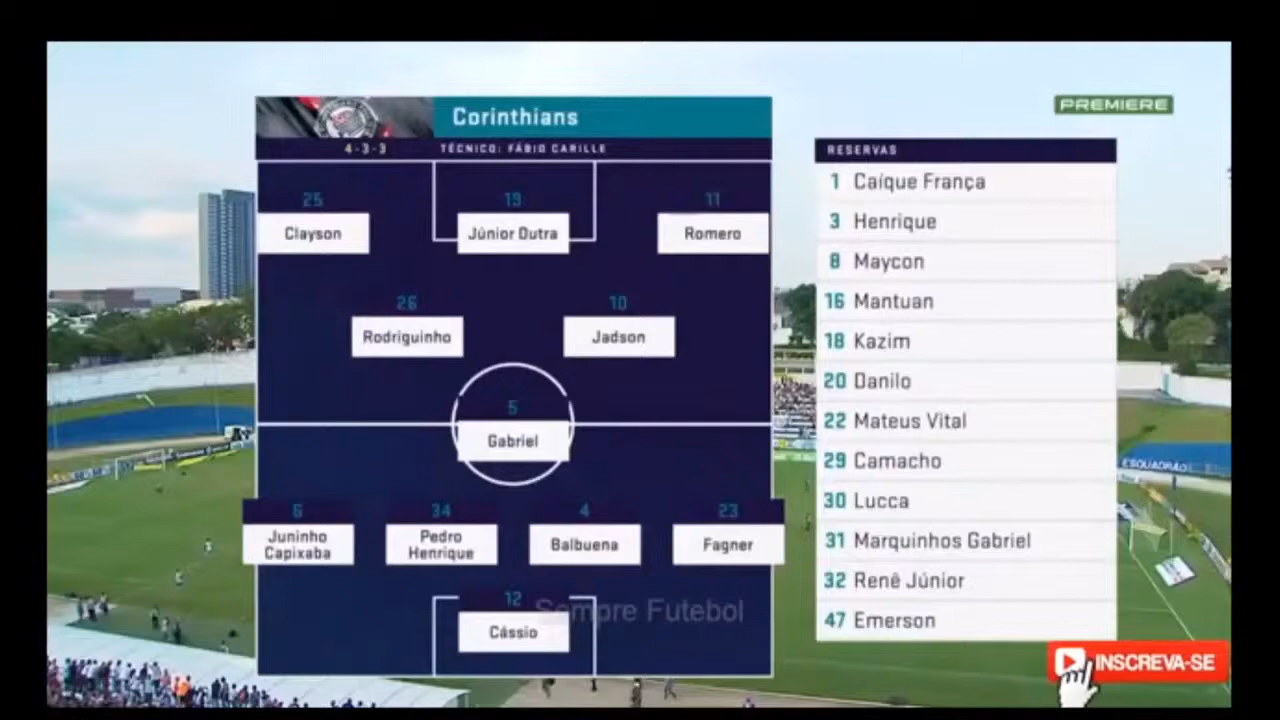 Corinthians
PREMIERE
4-3-3
TÉCNICO: FÁBIO CARILLE
25
Clayson
19
Júnior Dutra
11
Romero
26
Rodriguinho
10
Jadson
5
Gabriel
6
Juninho
Capixaba
34
Pedro
Henrique
4
Balbuena
23
Fagner
12
Cássio
Sempre Futebol
RESERVAS
1 Caíque França
3 Henrique
8 Maycon
16 Mantuan
18 Kazim
20 Danilo
22 Mateus Vital
29 Camacho
30 Lucca
31 Marquinhos Gabriel
32 Renê Júnior
47 Emerson
ESQUADRÃO
INSCREVA-SE